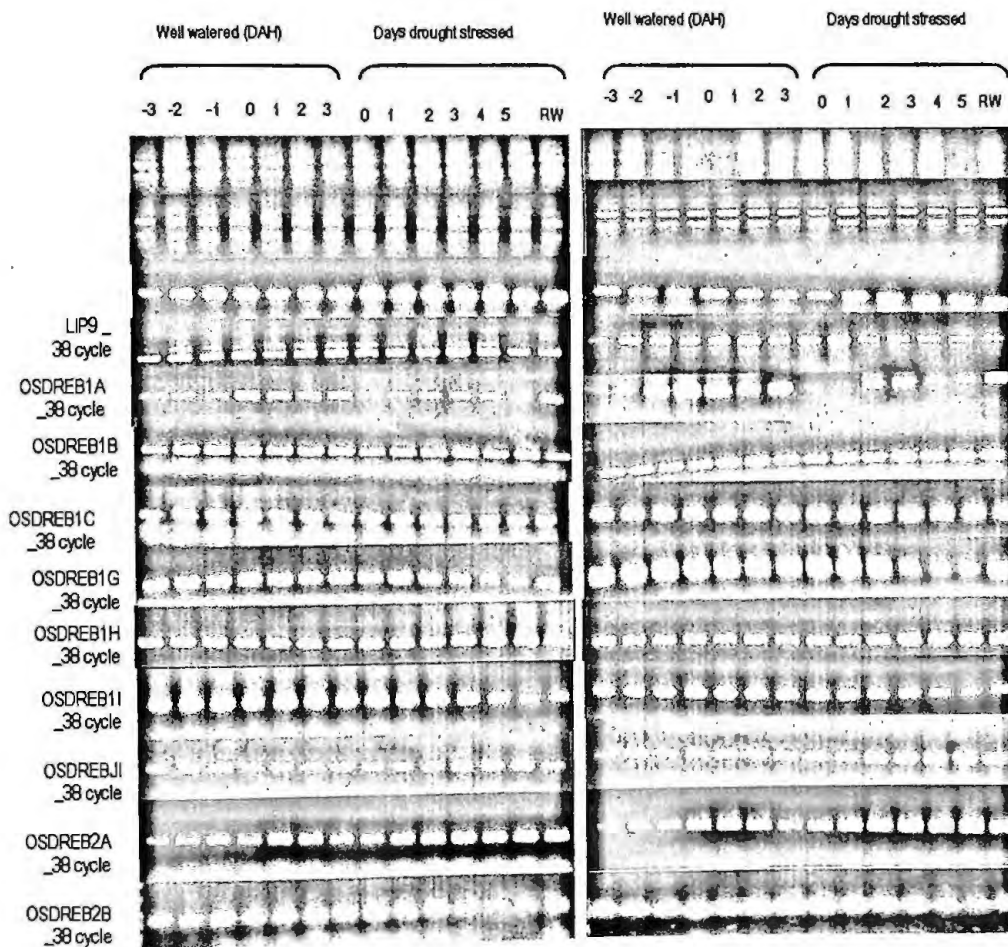 Well watered (DAH) Days drought stressed Well watered (DAH) Days drought stressed
-3 -2 -1 0 1 2 3 0 1 2 3 4 5 RW -3 -2 -1 0 1 2 3 0 1 2 3 4 5 RW
LIP9 _
38 cycle
OSDREB1A
_38 cycle
OSDREB1B
_38 cycle
OSDREB1C
_38 cycle
OSDREB1G
_38 cycle
OSDREB1H
_38 cycle
OSDREB1I
_38 cycle
OSDREBJI
_38 cycle
OSDREB2A
_38 cycle
OSDREB2B
_38 cycle